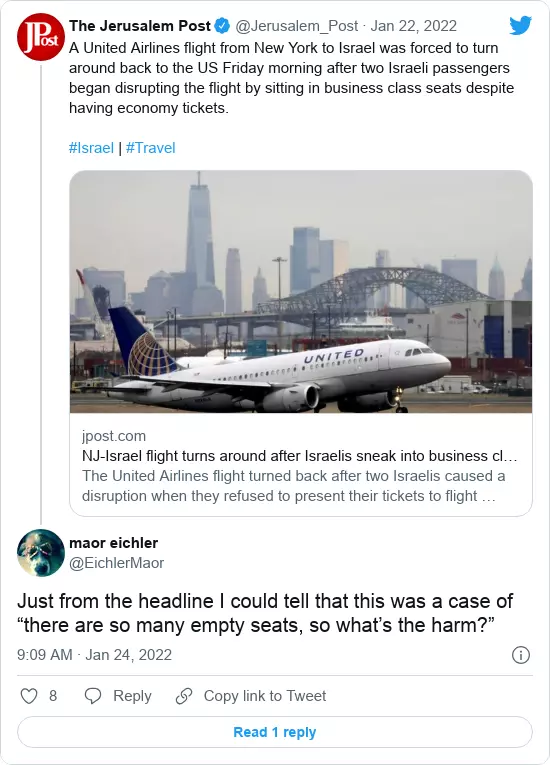 JPost
The Jerusalem Post @Jerusalem_Post · Jan 22, 2022
A United Airlines flight from New York to Israel was forced to turn
around back to the US Friday morning after two Israeli passengers
began disrupting the flight by sitting in business class seats despite
having economy tickets.
#Israel | #Travel
UNITED
jpost.com
NJ-Israel flight turns around after Israelis sneak into business cl…
The United Airlines flight turned back after two Israelis caused a
disruption when they refused to present their tickets to flight …
maor eichler
@EichlerMaor
Just from the headline I could tell that this was a case of
“there are so many empty seats, so what’s the harm?”
9:09 AM · Jan 24, 2022
8 Reply Copy link to Tweet
Read 1 reply